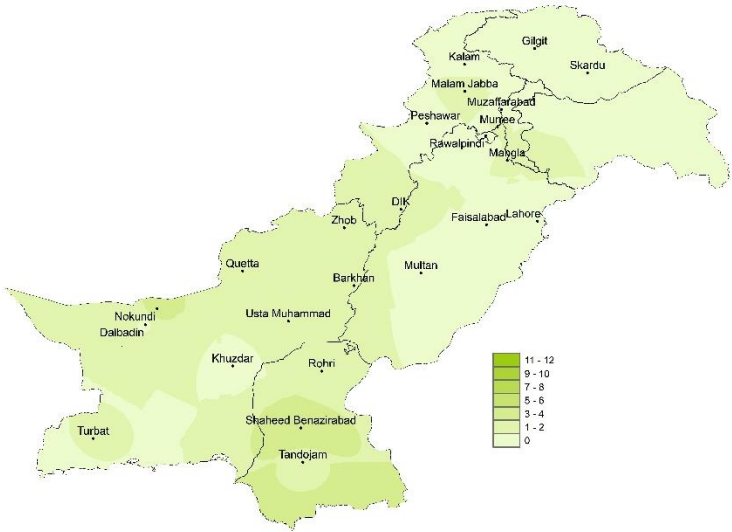 Gilgit
Kalam
Skardu
Malam Jabba
Muzaffarabad
Peshawar
Murree
Rawalpindi
Mangla
DIK
Zhob
Faisalabad
Lahore
Quetta
Multan
Barkhan
Nokundi
Usta Muhammad
Dalbadin
Khuzdar
Rohri
Turbat
Shaheed Benazirabad
Tandojam
11 - 12
9 - 10
7 - 8
5 - 6
3 - 4
1 - 2
0